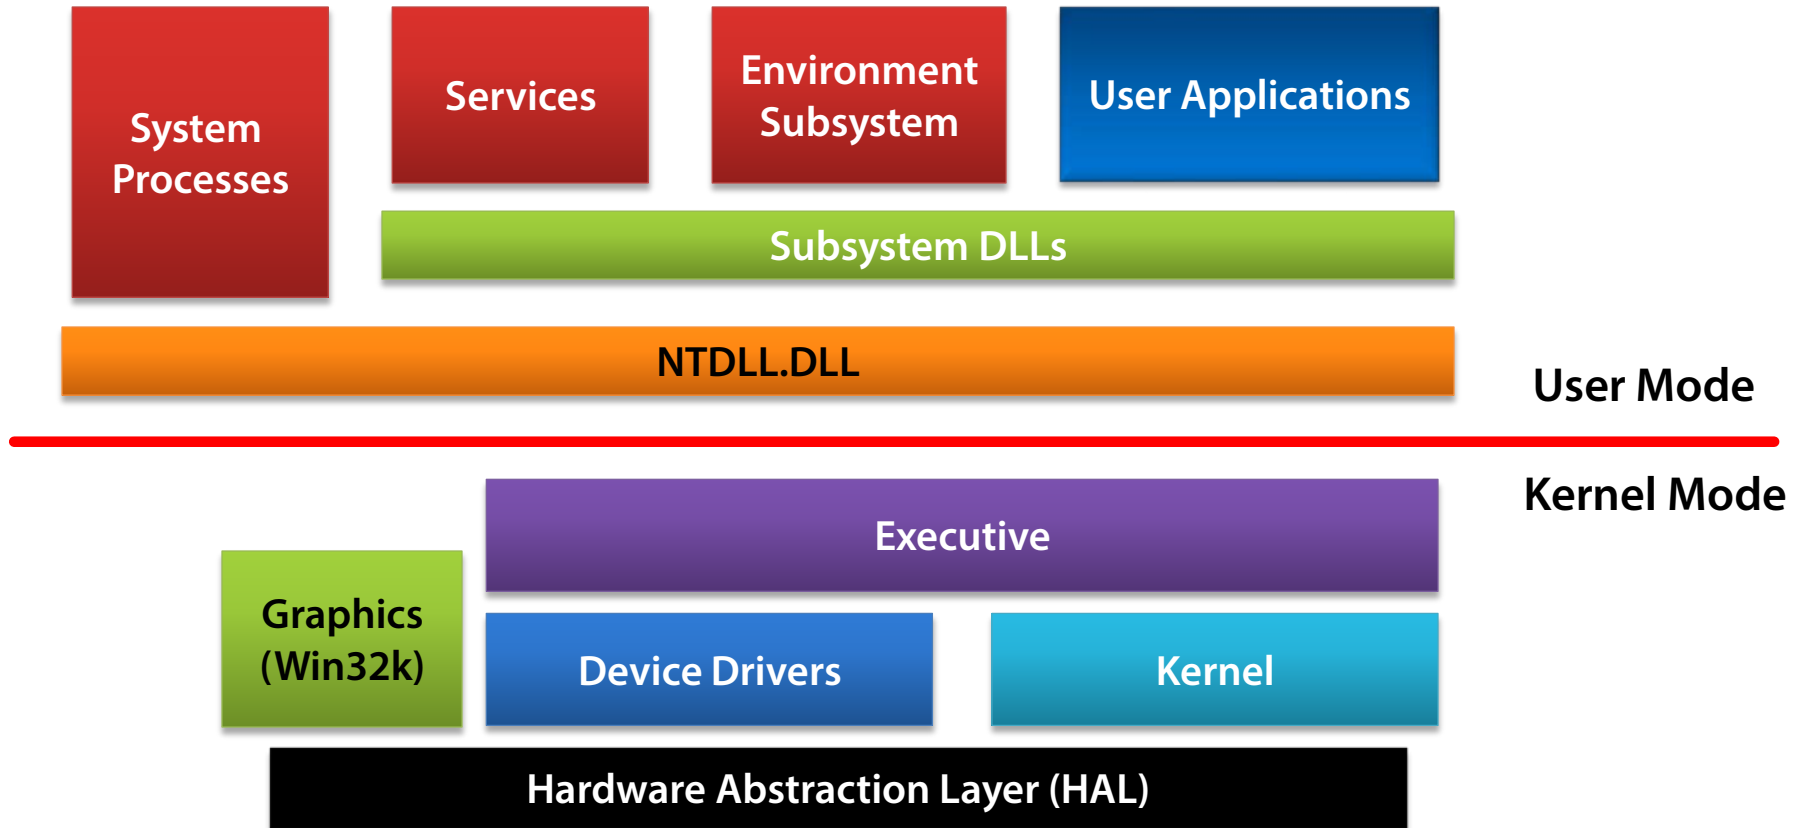 System
Processes
Services
Environment
Subsystem
User Applications
Subsystem DLLs
NTDLL.DLL
User Mode
Kernel Mode
Executive
Graphics
(Win32k)
Device Drivers
Kernel
Hardware Abstraction Layer (HAL)